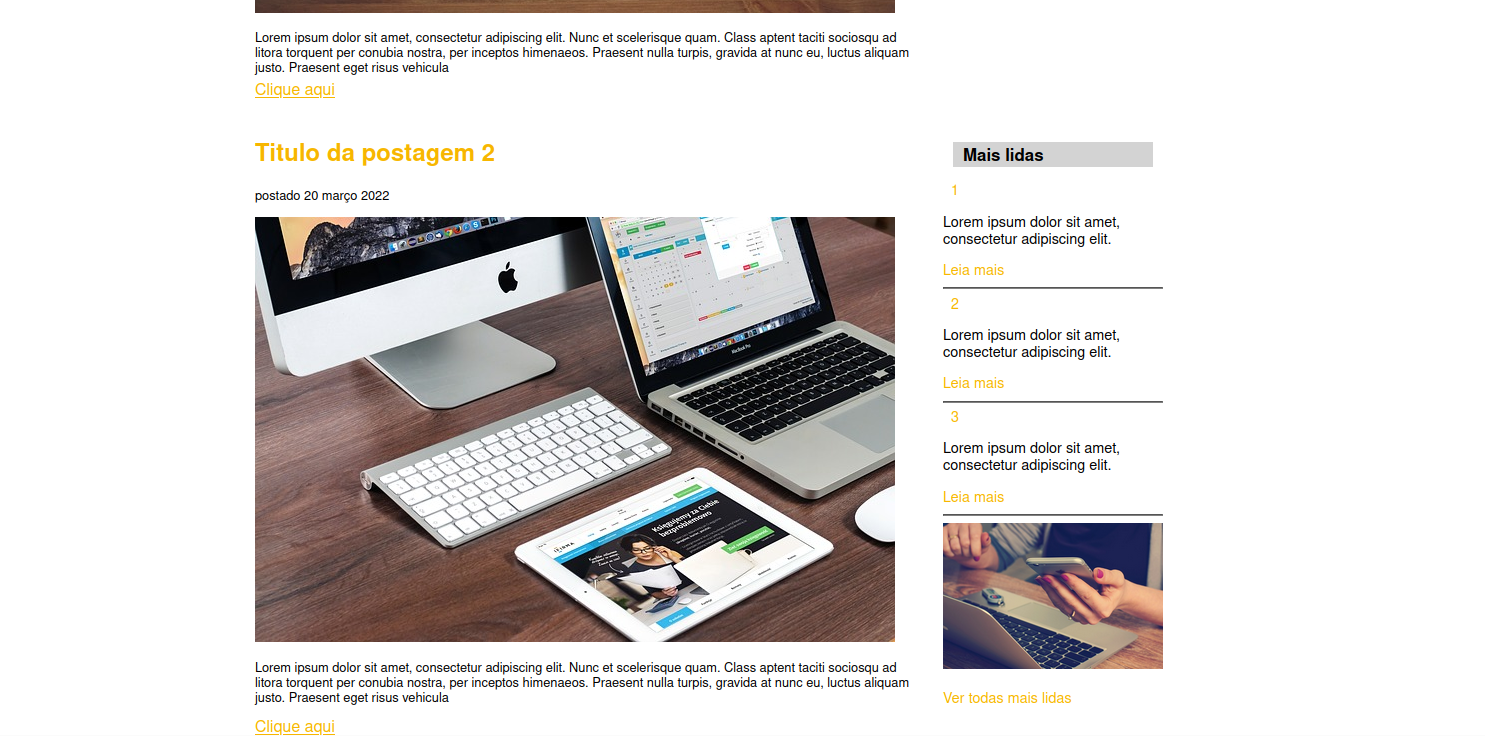 Lorem ipsum dolor sit amet, consectetur adipiscing elit. Nunc et scelerisque quam. Class aptent taciti sociosqu ad
litora torquent per conubia nostra, per inceptos himenaeos. Praesent nulla turpis, gravida at nunc eu, luctus aliquam
justo. Praesent eget risus vehicula
Clique aqui
Titulo da postagem 2
postado 20 março 2022
MacBook Pro
Księgujemy za Ciebie
bezproblemowo
Lorem ipsum dolor sit amet, consectetur adipiscing elit. Nunc et scelerisque quam. Class aptent taciti sociosqu ad
litora torquent per conubia nostra, per inceptos himenaeos. Praesent nulla turpis, gravida at nunc eu, luctus aliquam
justo. Praesent eget risus vehicula
Clique aqui
Mais lidas
1
Lorem ipsum dolor sit amet,
consectetur adipiscing elit.
Leia mais
2
Lorem ipsum dolor sit amet,
consectetur adipiscing elit.
Leia mais
3
Lorem ipsum dolor sit amet,
consectetur adipiscing elit.
Leia mais
Ver todas mais lidas